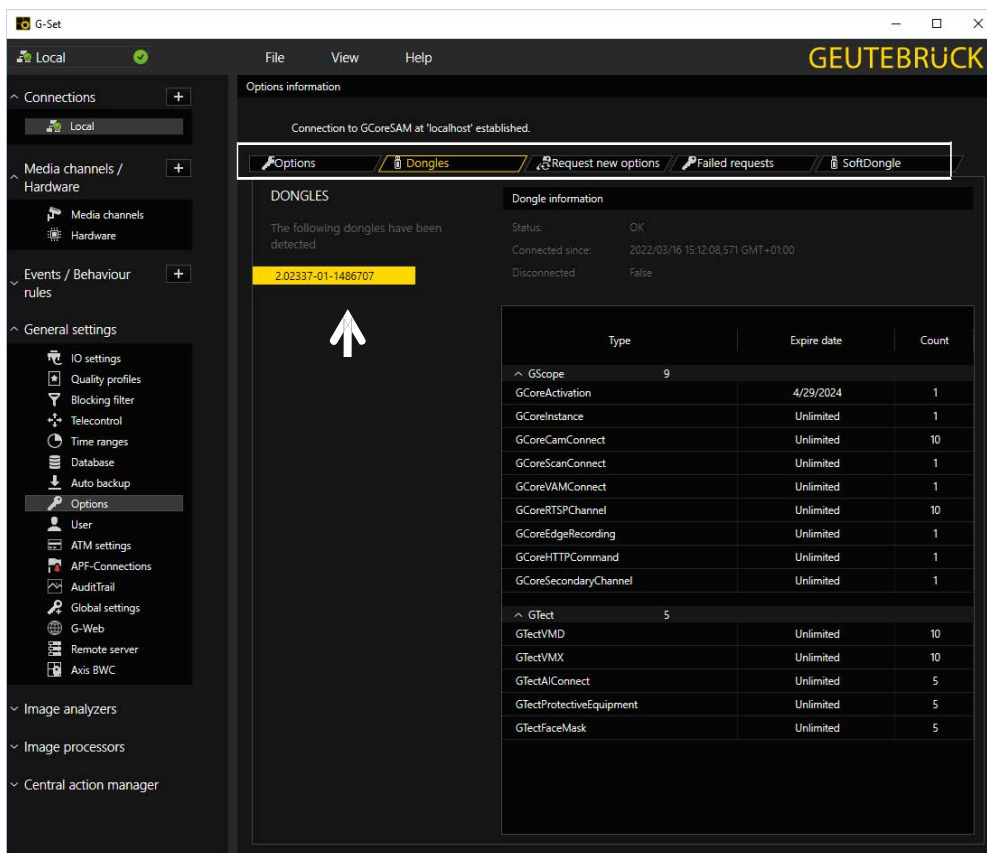 G-Set
Local
File View Help
GEUTEBRÜCK
Connections
Local
Media channels /
Hardware
Media channels
Hardware
Events / Behaviour
rules
General settings
IO settings
Quality profiles
Blocking filter
Telecontrol
Time ranges
Database
Auto backup
Options
User
ATM settings
APF-Connections
AuditTrail
Global settings
G-Web
Remote server
Axis BWC
Image analyzers
Image processors
Central action manager
Options information
Connection to GCoreSAM at 'localhost' established.
Options Dongles Request new options Failed requests SoftDongle
DONGLES
The following dongles have been
detected
2.02337-01-1486707
Dongle information
Status: OK
Connected since: 2022/03/16 15:12:08,571 GMT+01:00
Disconnected False
Type Expire date Count
GScope 9
GCoreActivation 4/29/2024 1
GCoreInstance Unlimited 1
GCoreCamConnect Unlimited 10
GCoreScanConnect Unlimited 1
GCoreVAMConnect Unlimited 1
GCoreRTSPChannel Unlimited 10
GCoreEdgeRecording Unlimited 1
GCoreHTTPCommand Unlimited 1
GCoreSecondaryChannel Unlimited 1
GTect 5
GTectVMD Unlimited 10
GTectVMX Unlimited 10
GTectAIConnect Unlimited 5
GTectProtectiveEquipment Unlimited 5
GTectFaceMask Unlimited 5